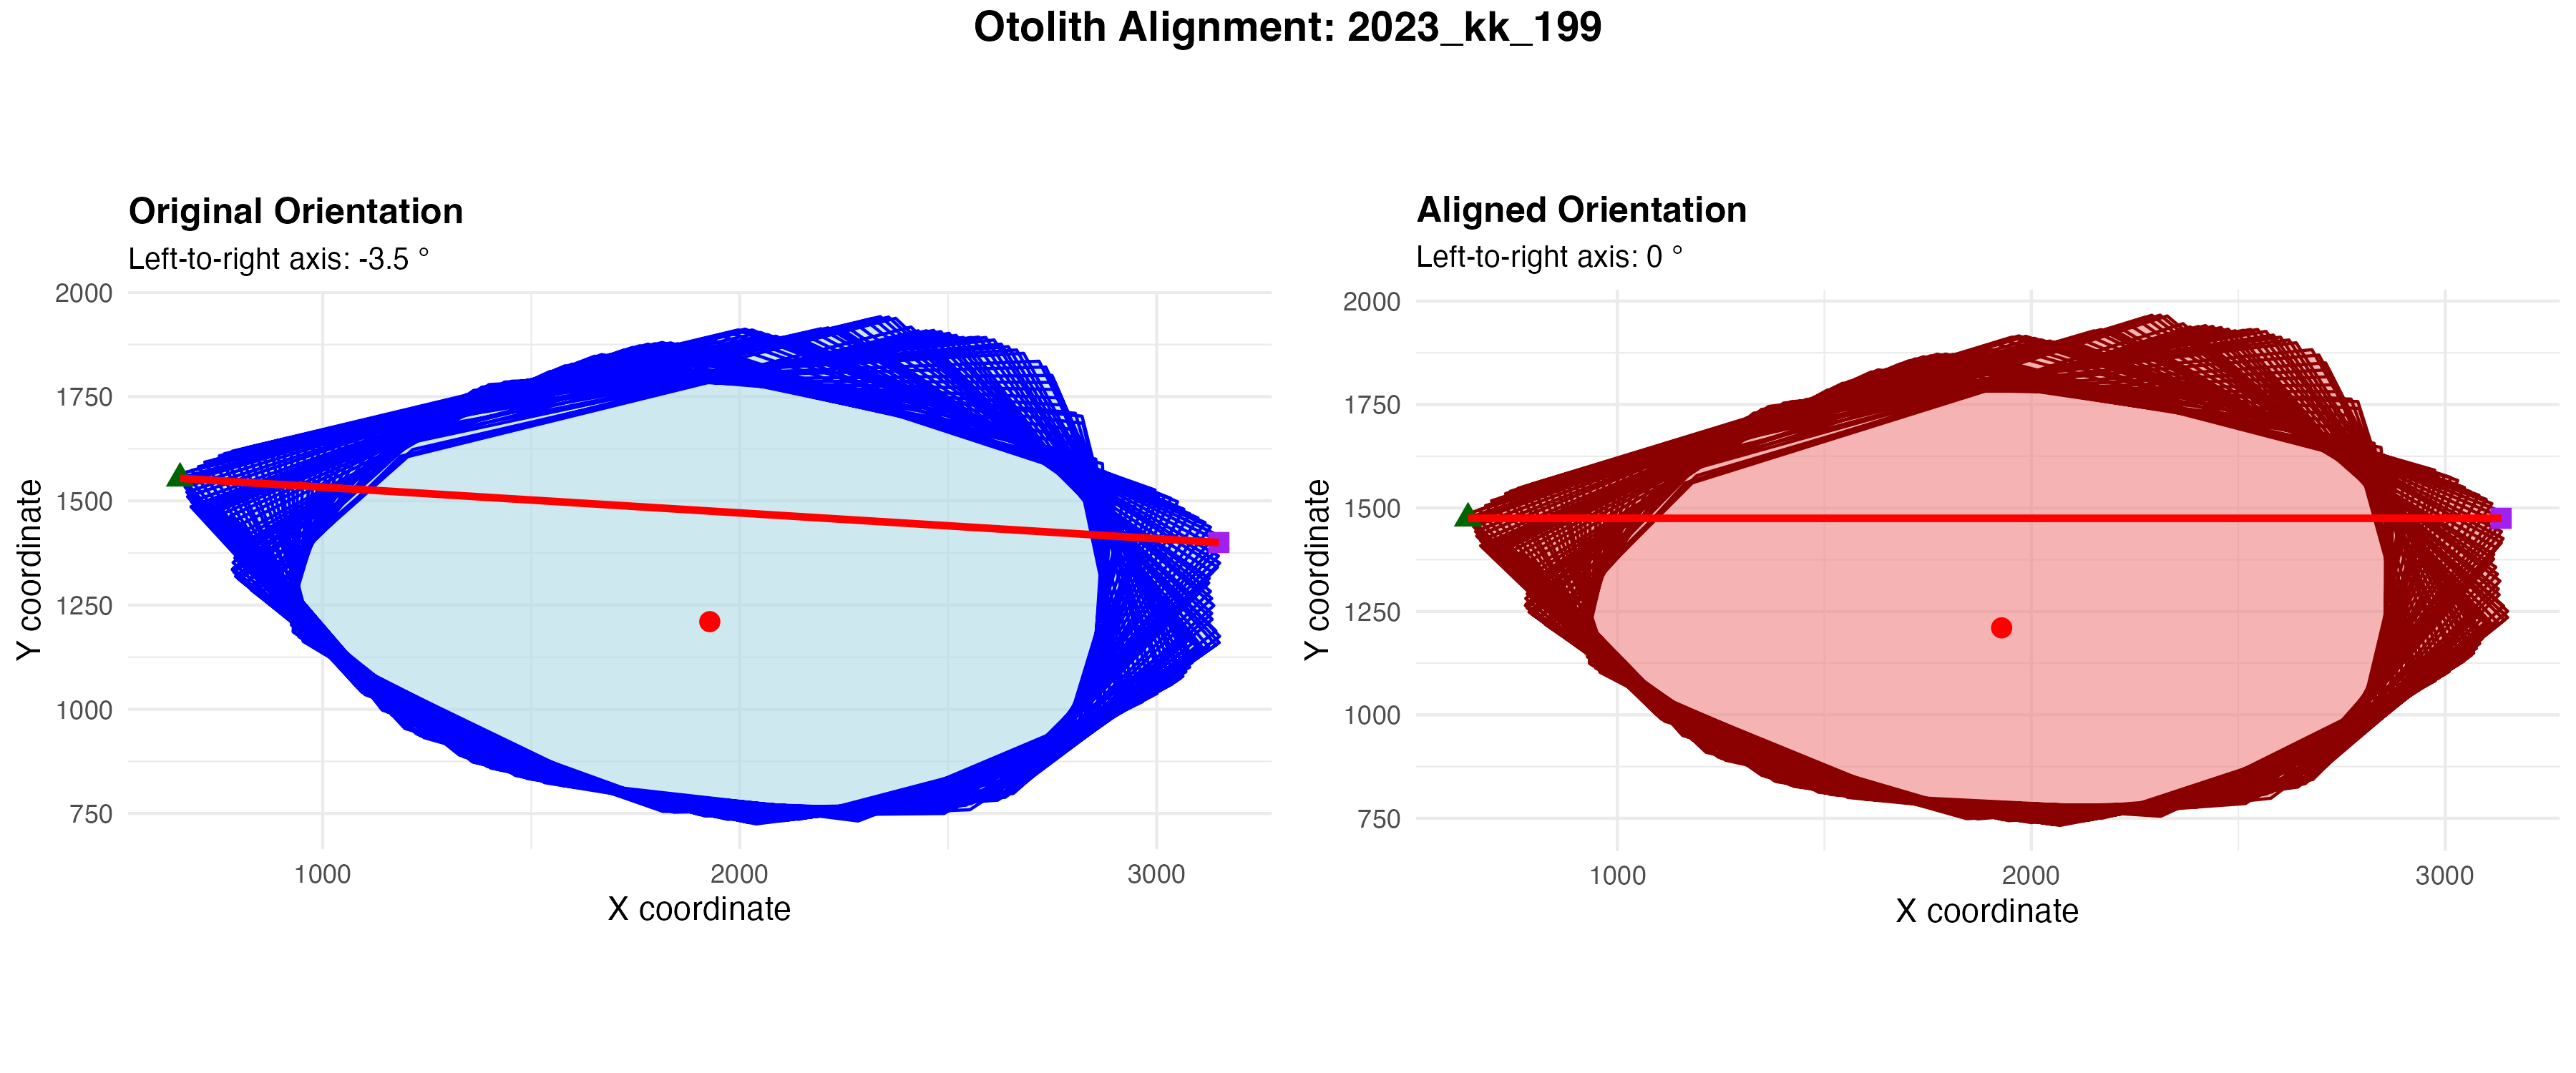 Otolith Alignment: 2023_kk_199
Original Orientation
Left-to-right axis: -3.5 °
2000
1750
1500
1250
1000
750
Y coordinate
1000
2000
3000
X coordinate
Aligned Orientation
Left-to-right axis: 0 °
2000
1750
1500
1250
1000
750
Y coordinate
1000
2000
3000
X coordinate